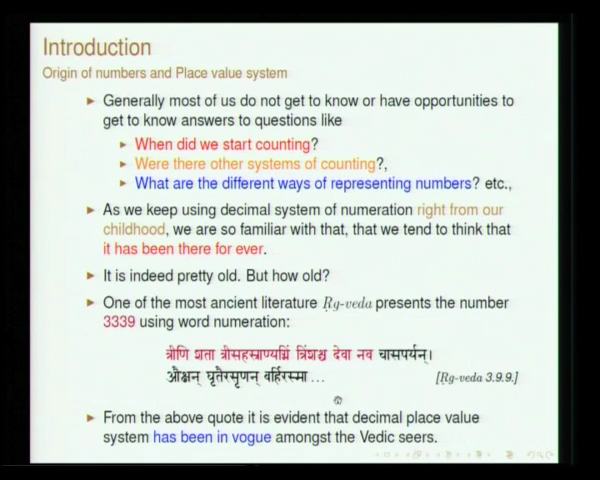 Introduction
Origin of numbers and Place value system
► Generally most of us do not get to know or have opportunities to
get to know answers to questions like
► When did we start counting?
► Were there other systems of counting?,
► What are the different ways of representing numbers? etc.,
► As we keep using decimal system of numeration right from our
childhood, we are so familiar with that, that we tend to think that
it has been there for ever.
► It is indeed pretty old. But how old?
► One of the most ancient literature Ṛg-veda presents the number
3339 using word numeration:
त्रीणि शता त्रीसहस्राण्यग्निं त्रिंशच्च देवा नव चासपर्यन्।
औक्षन् घृतैरसृणन् बर्हिरस्मा ... [Ṛg-veda 3.9.9.]
► From the above quote it is evident that decimal place value
system has been in vogue amongst the Vedic seers.